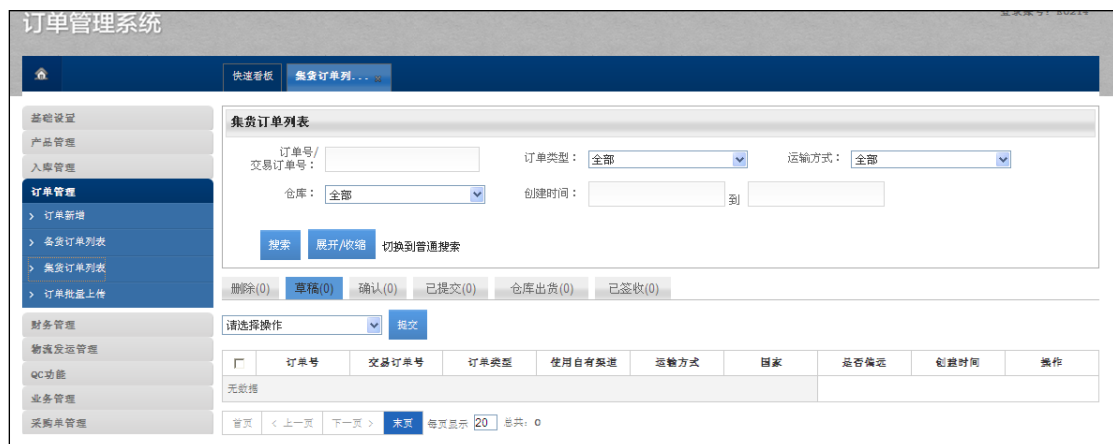 订单管理系统
快速看板 集货订单列...
基础设置
产品管理
入库管理
订单管理
> 订单新增
> 备货订单列表
> 集货订单列表
> 订单批量上传
财务管理
物流发运管理
QC功能
业务管理
采购单管理
集货订单列表
订单号/
交易订单号： 订单类型： 全部 运输方式： 全部
仓库： 全部 创建时间： 到
搜索 展开/收缩 切换到普通搜索
删除(0) 草稿(0) 确认(0) 已提交(0) 仓库出货(0) 已签收(0)
请选择操作 提交
订单号 交易订单号 订单类型 使用自有渠道 运输方式 国家 是否偏远 创建时间 操作
无数据
首页 < 上一页 下一页 > 末页 每页显示 20 总共: 0